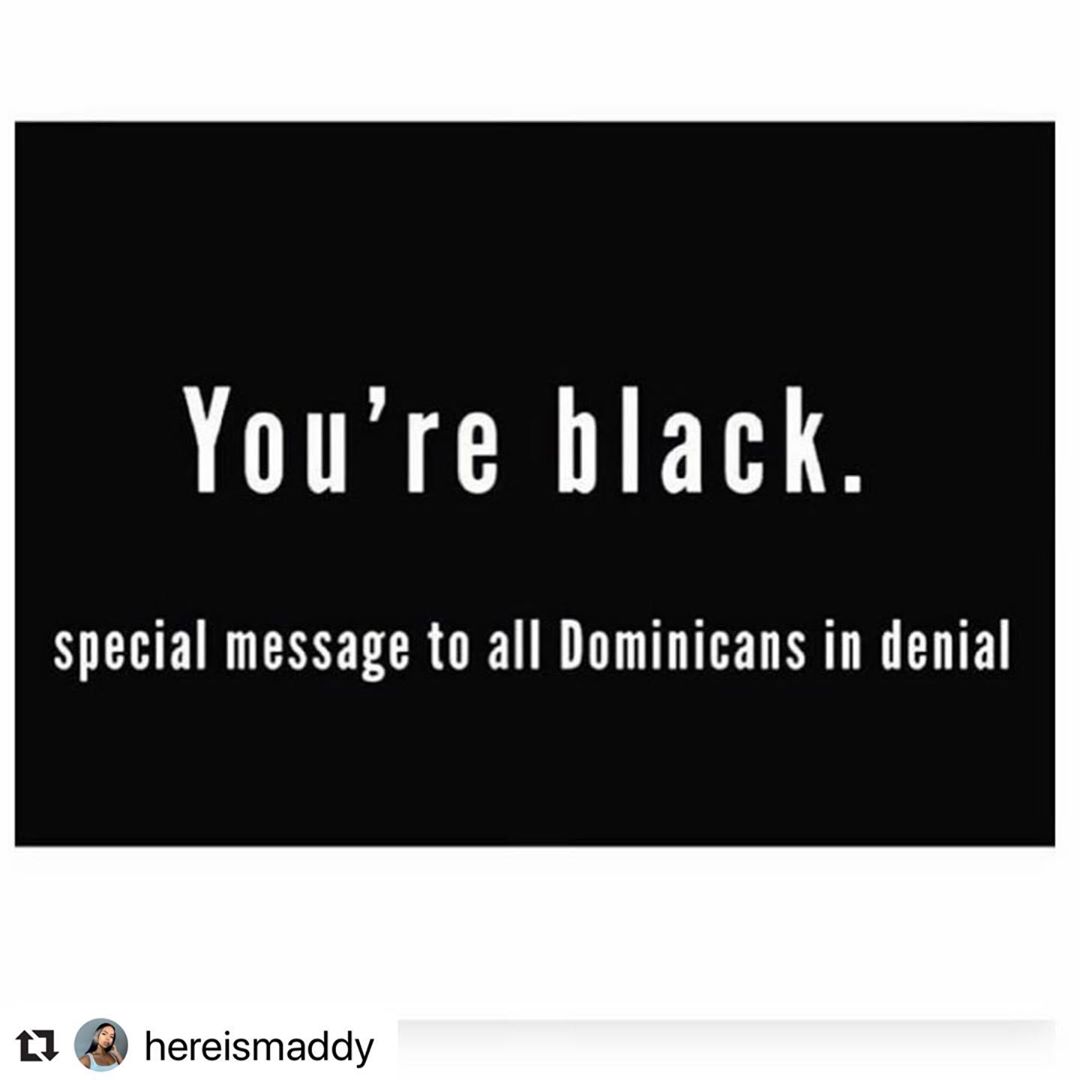 You’re black.
special message to all Dominicans in denial
hereismaddy